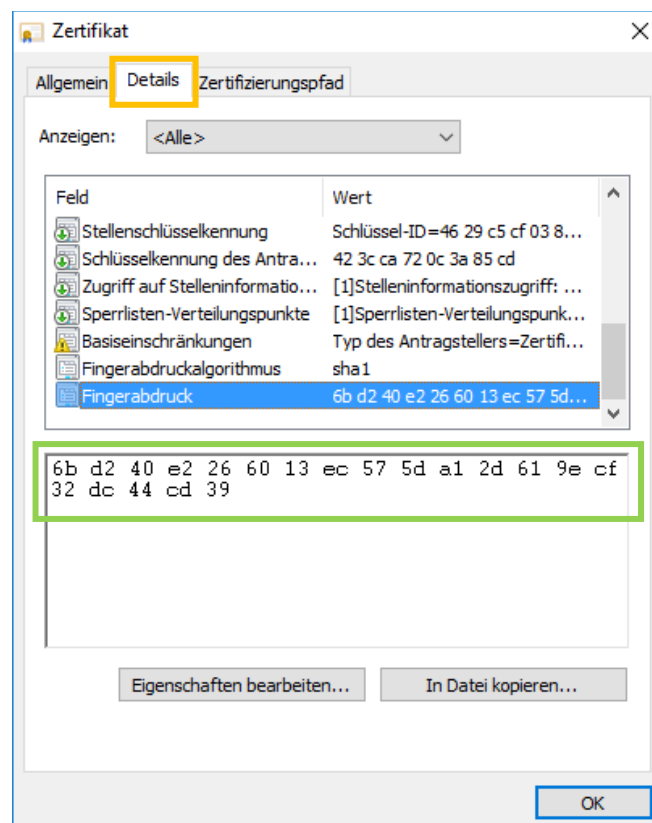 Zertifikat
Allgemein Details Zertifizierungspfad
Anzeigen: <Alle>
Feld Wert
Stellenschlüsselkennung Schlüssel-ID=46 29 c5 cf 03 8...
Schlüsselkennung des Antra... 42 3c ca 72 0c 3a 85 cd
Zugriff auf Stelleninformatio... [1]Stelleninformationszugriff: ...
Sperrlisten-Verteilungspunkte [1]Sperrlisten-Verteilungspunk...
Basiseinschränkungen Typ des Antragstellers=Zertifi...
Fingerabdruckalgorithmus sha1
Fingerabdruck 6b d2 40 e2 26 60 13 ec 57 5d...
6b d2 40 e2 26 60 13 ec 57 5d a1 2d 61 9e cf
32 dc 44 cd 39
Eigenschaften bearbeiten... In Datei kopieren...
OK